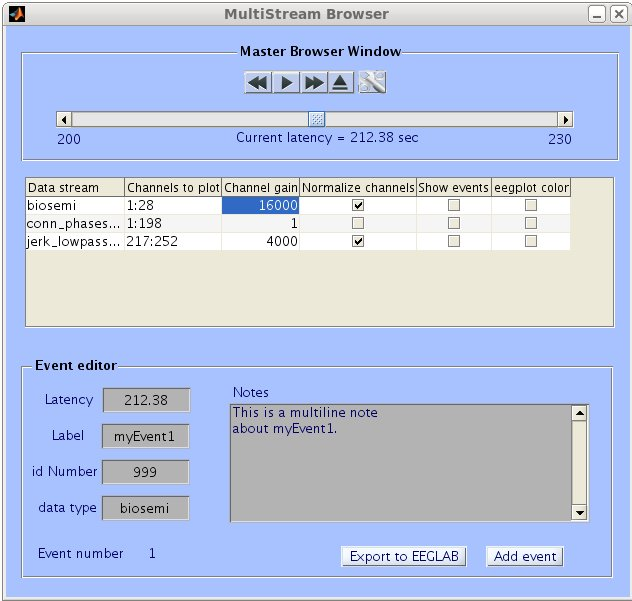 MultiStream Browser
Master Browser Window
200 Current latency = 212.38 sec 230
Data stream Channels to plot Channel gain Normalize channels Show events eegplot color
biosemi 1:28 16000
conn_phases... 1:198 1
jerk_lowpass... 217:252 4000
Event editor
Latency 212.38
Label myEvent1
id Number 999
data type biosemi
Event number 1
Notes
This is a multiline note
about myEvent1.
Export to EEGLAB Add event